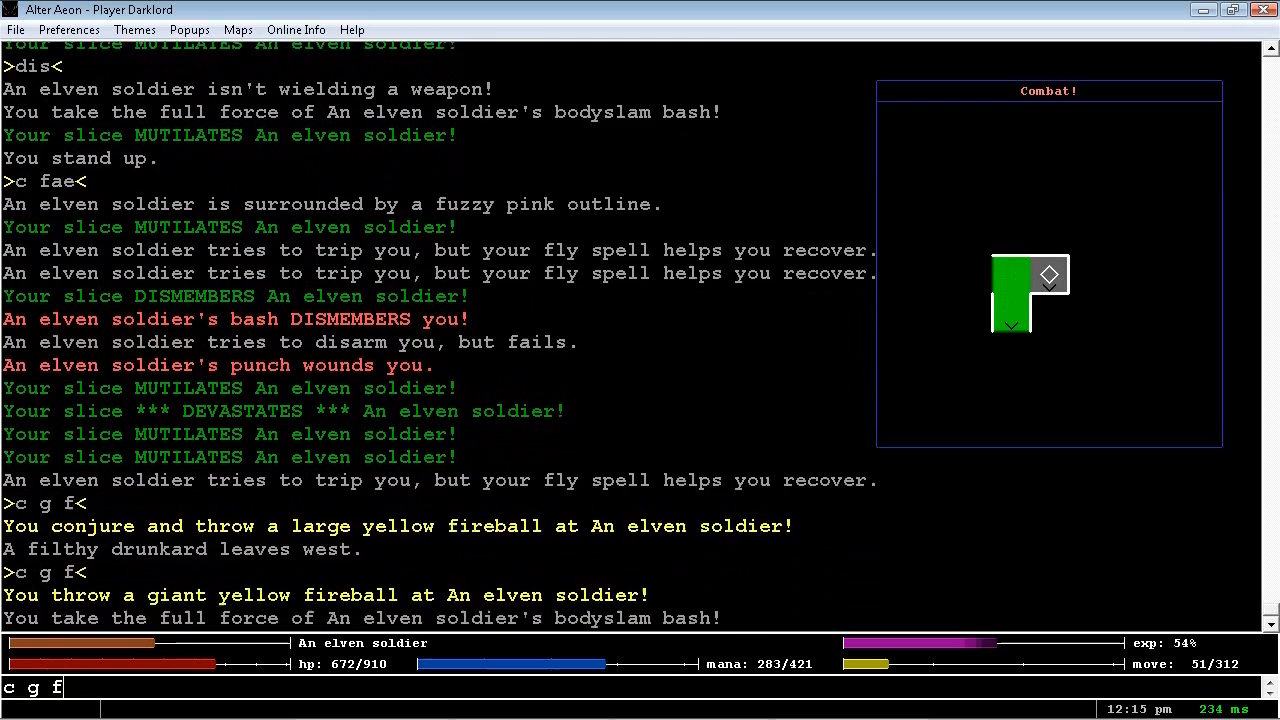 Alter Aeon - Player Darklord
File Preferences Themes Popups Maps Online Info Help
Your slice MUTILATES An elven soldier!
>dis<
An elven soldier isn't wielding a weapon!
You take the full force of An elven soldier's bodyslam bash!
Your slice MUTILATES An elven soldier!
You stand up.
>c fae<
An elven soldier is surrounded by a fuzzy pink outline.
Your slice MUTILATES An elven soldier!
An elven soldier tries to trip you, but your fly spell helps you recover.
An elven soldier tries to trip you, but your fly spell helps you recover.
Your slice DISMEMBERS An elven soldier!
An elven soldier's bash DISMEMBERS you!
An elven soldier tries to disarm you, but fails.
An elven soldier's punch wounds you.
Your slice MUTILATES An elven soldier!
Your slice *** DEVASTATES *** An elven soldier!
Your slice MUTILATES An elven soldier!
Your slice MUTILATES An elven soldier!
An elven soldier tries to trip you, but your fly spell helps you recover.
>c g f<
You conjure and throw a large yellow fireball at An elven soldier!
A filthy drunkard leaves west.
>c g f<
You throw a giant yellow fireball at An elven soldier!
You take the full force of An elven soldier's bodyslam bash!
Combat!
An elven soldier exp: 54%
hp: 672/910 mana: 283/421 move: 51/312
c g f
12:15 pm 234 ms